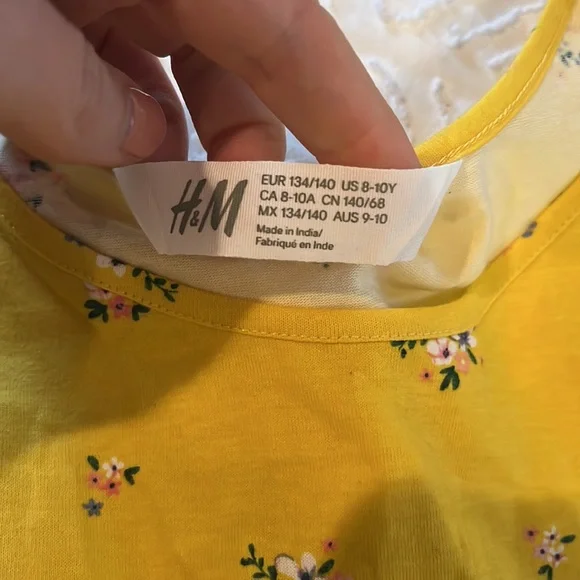 H&M
EUR 134/140 US 8-10Y
CA 8-10A CN 140/68
MX 134/140 AUS 9-10
Made in India/
Fabriqué en Inde